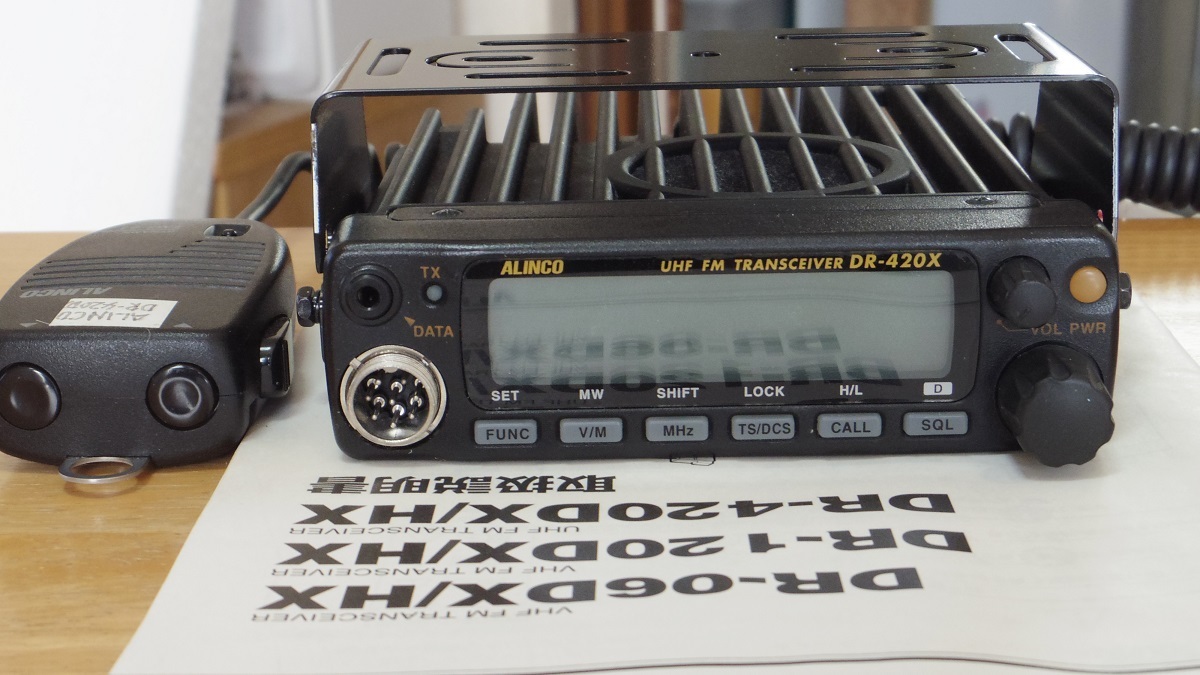 ALINCO UHF FM TRANSCEIVER DR-420X
TX
DATA
VOL PWR
SET MW SHIFT LOCK H/L D
FUNC V/M MHz TS/DCS CALL SQL
ALINCO
ALINCO
VHF FM TRANSCEIVER
DR-06DX/HX
VHF FM TRANSCEIVER
DR-120DX/HX
UHF FM TRANSCEIVER
DR-420DX/HX
取扱説明書